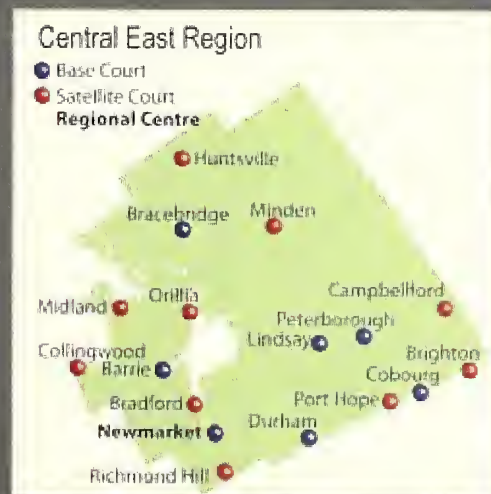 Central East Region
Base Court
Satellite Court
Regional Centre
Huntsville
Bracebridge
Minden
Midland
Orillia
Campbellford
Peterborough
Lindsay
Collingwood
Barrie
Brighton
Cobourg
Bradford
Port Hope
Newmarket
Durham
Richmond Hill